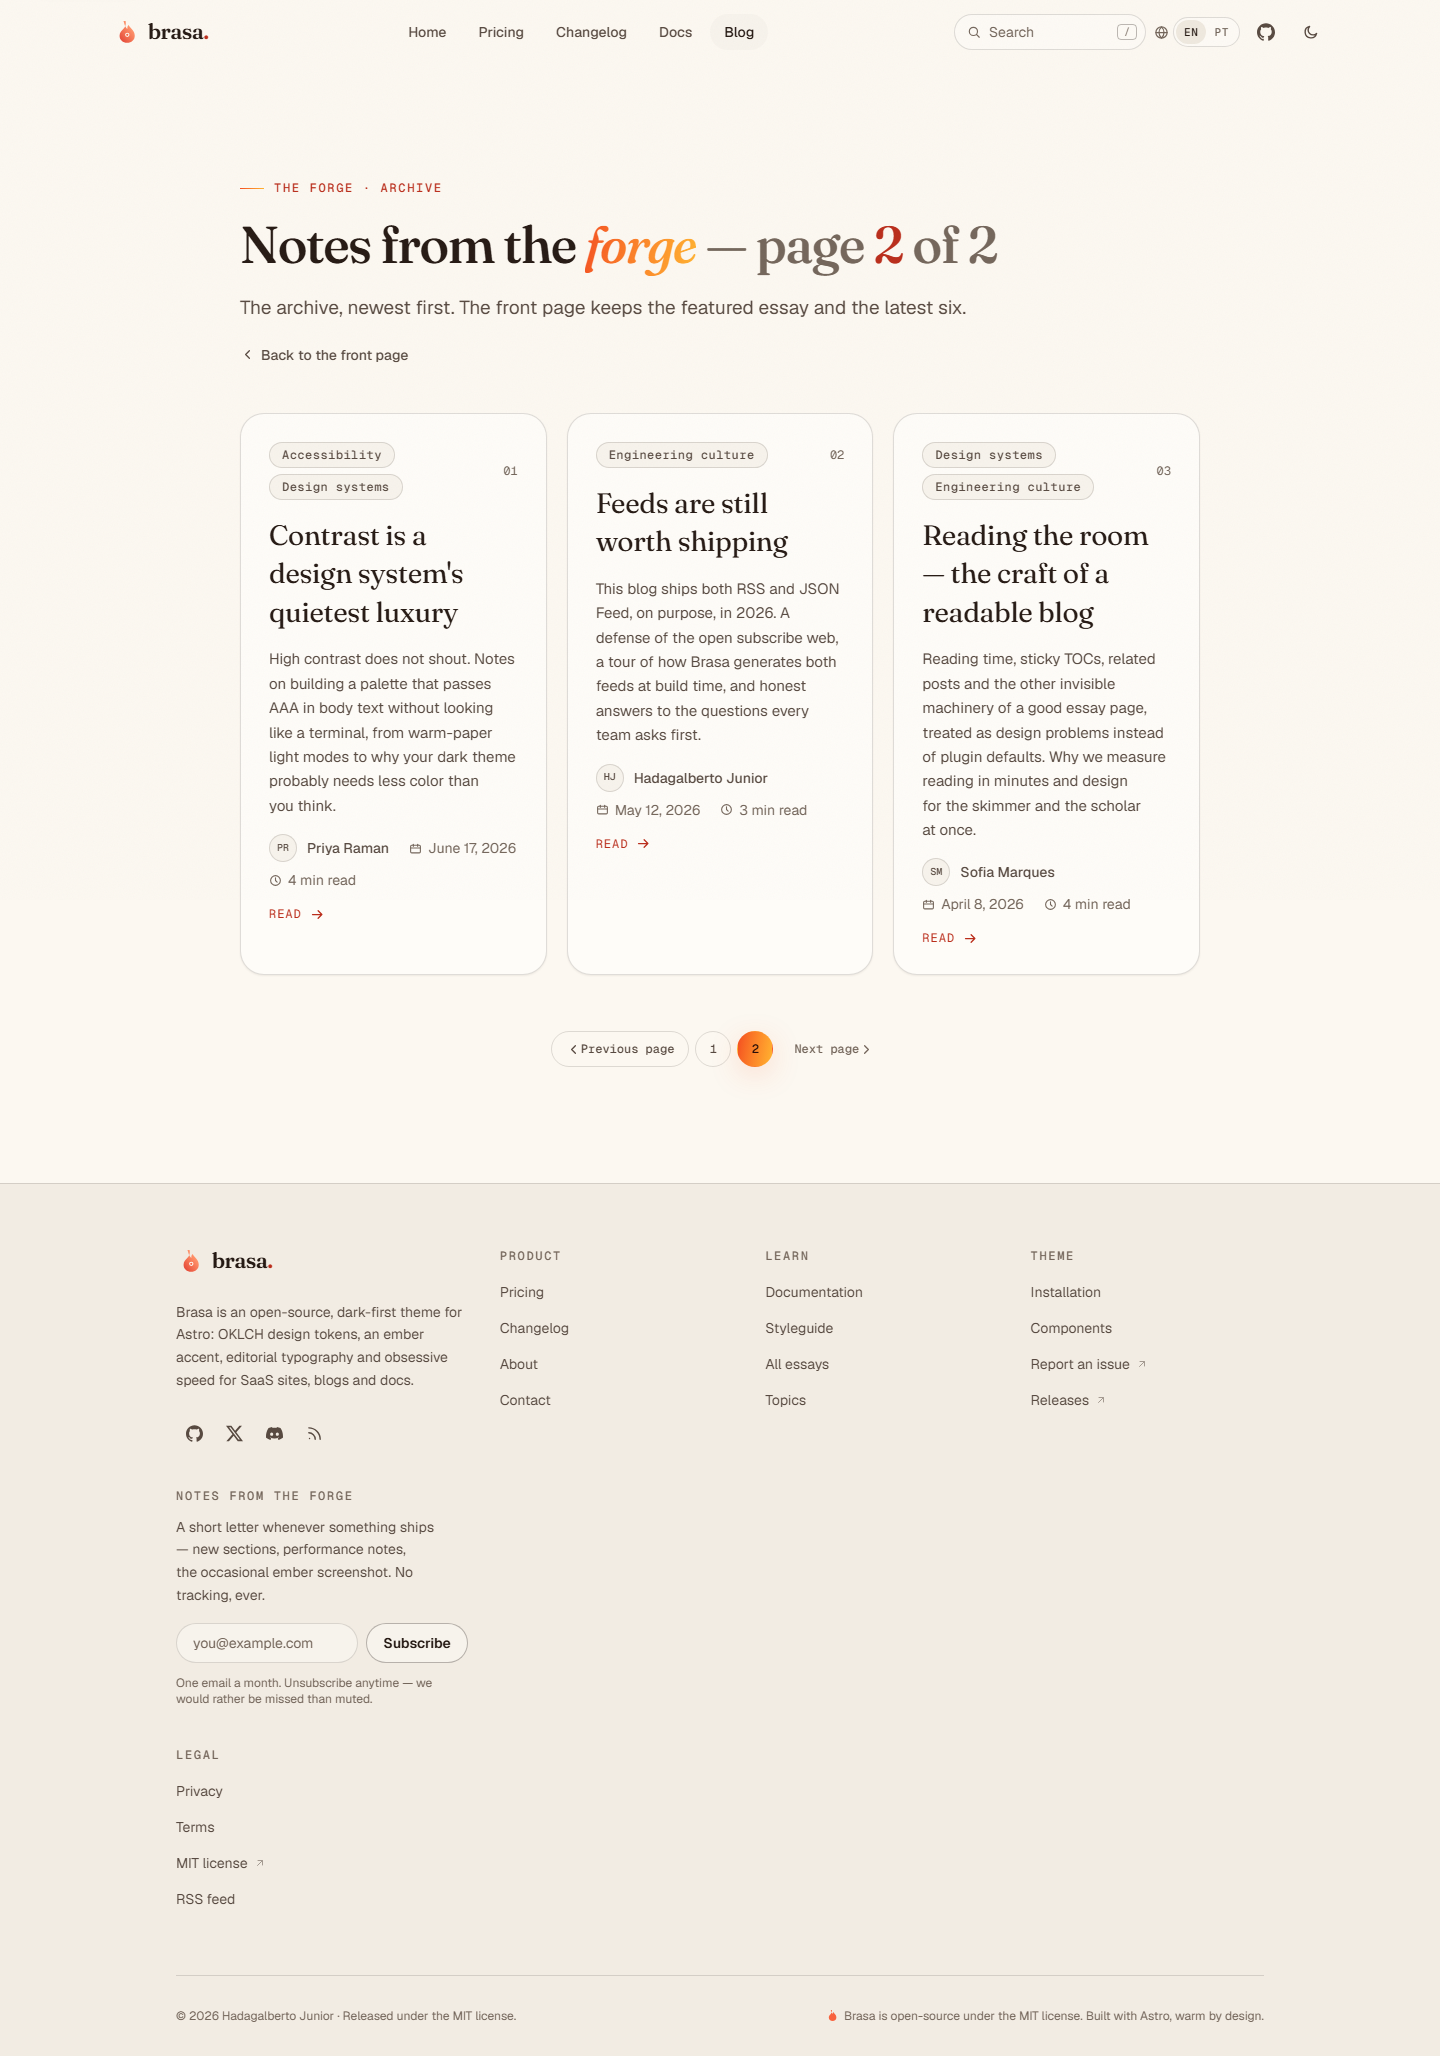 brasa.
Home
Pricing
Changelog
Docs
Blog
Search
/
EN
PT
THE FORGE · ARCHIVE
Notes from the forge — page 2 of 2
The archive, newest first. The front page keeps the featured essay and the latest six.
Back to the front page
Accessibility
Design systems
01
Contrast is a
design system's
quietest luxury
High contrast does not shout. Notes
on building a palette that passes
AAA in body text without looking
like a terminal, from warm-paper
light modes to why your dark theme
probably needs less color than
you think.
PR
Priya Raman
June 17, 2026
4 min read
READ
Engineering culture
02
Feeds are still
worth shipping
This blog ships both RSS and JSON
Feed, on purpose, in 2026. A
defense of the open subscribe web,
a tour of how Brasa generates both
feeds at build time, and honest
answers to the questions every
team asks first.
HJ
Hadagalberto Junior
May 12, 2026
3 min read
READ
Design systems
Engineering culture
03
Reading the room
— the craft of a
readable blog
Reading time, sticky TOCs, related
posts and the other invisible
machinery of a good essay page,
treated as design problems instead
of plugin defaults. Why we measure
reading in minutes and design
for the skimmer and the scholar
at once.
SM
Sofia Marques
April 8, 2026
4 min read
READ
Previous page
1
2
Next page
brasa.
Brasa is an open-source, dark-first theme for
Astro: OKLCH design tokens, an ember
accent, editorial typography and obsessive
speed for SaaS sites, blogs and docs.
NOTES FROM THE FORGE
A short letter whenever something ships
— new sections, performance notes,
the occasional ember screenshot. No
tracking, ever.
you@example.com
Subscribe
One email a month. Unsubscribe anytime — we
would rather be missed than muted.
PRODUCT
Pricing
Changelog
About
Contact
LEARN
Documentation
Styleguide
All essays
Topics
THEME
Installation
Components
Report an issue
Releases
LEGAL
Privacy
Terms
MIT license
RSS feed
© 2026 Hadagalberto Junior · Released under the MIT license.
Brasa is open-source under the MIT license. Built with Astro, warm by design.